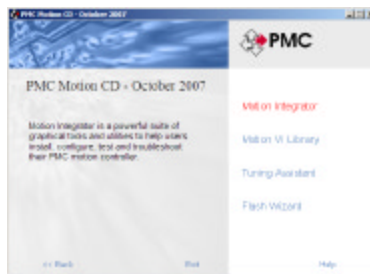 PMC Motion CD - October 2007
PMC
PMC Motion CD - October 2007
Motion Integrator is a powerful suite of
graphical tools and utilities to help users
install, configure, test and troubleshoot
their PMC motion controller.
Motion Integrator
Motion VI Library
Tuning Assistant
Flash Wizard
<< Back
Exit
Help